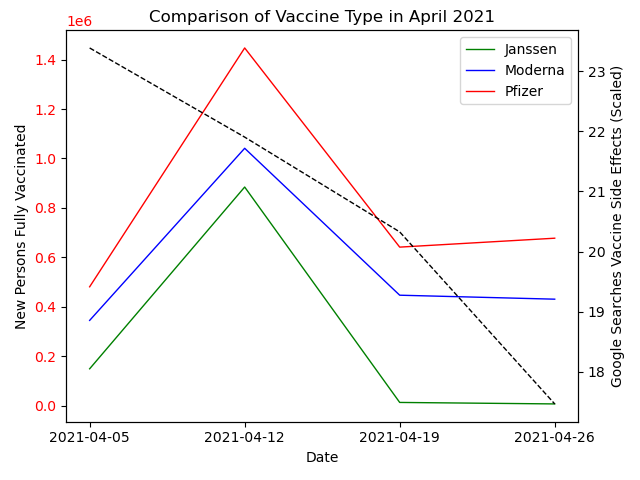 Comparison of Vaccine Type in April 2021
1e6
1.4
1.2
1.0
0.8
0.6
0.4
0.2
0.0
New Persons Fully Vaccinated
Janssen
Moderna
Pfizer
23
22
21
20
19
18
Google Searches Vaccine Side Effects (Scaled)
2021-04-05 2021-04-12 2021-04-19 2021-04-26
Date